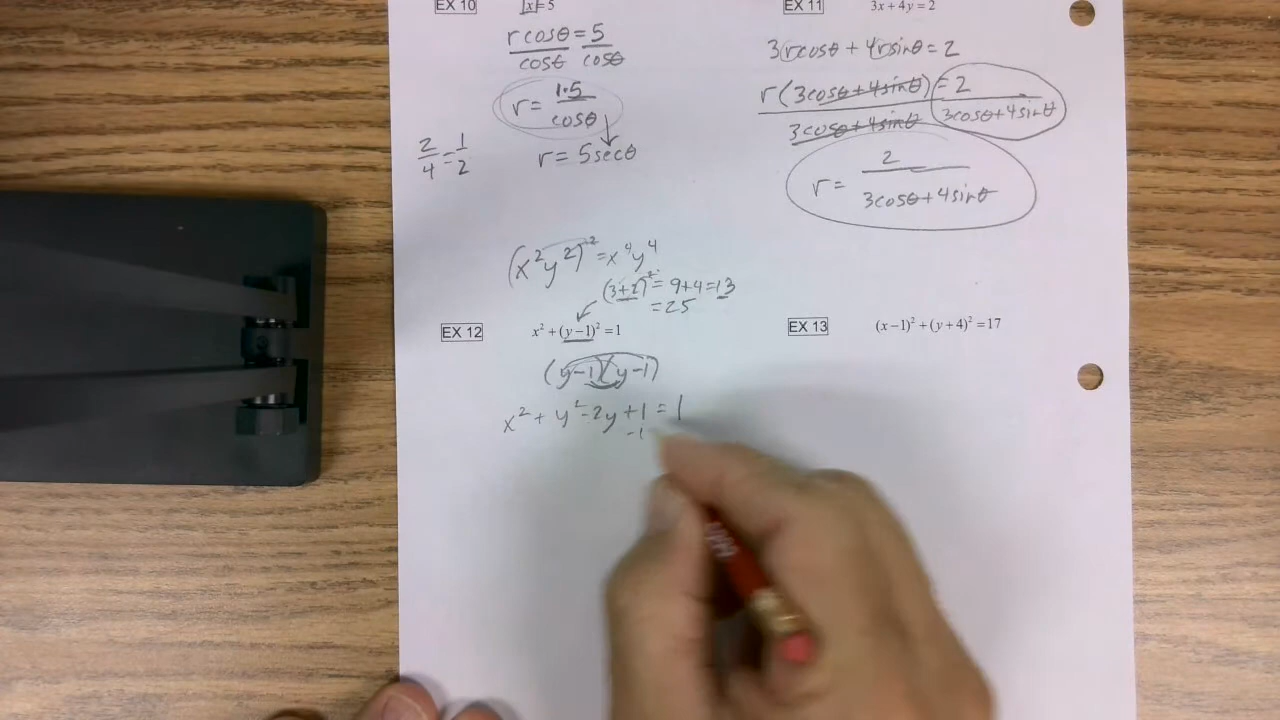 EX 10
|x|=5
r cosθ = 5
cosθ cosθ
r = 1·5
cosθ
2/4 = 1/2
r = 5secθ
EX 11
3x + 4y = 2
3rcosθ + 4rsinθ = 2
r (3cosθ+4sinθ) = 2
3cosθ+4sinθ 3cosθ+4sinθ
r = 2
3cosθ+4sinθ
(x²y²)² = x⁴y⁴
(3+2)² = 9+4=13
=25
EX 12
x² + (y−1)² = 1
(y−1)(y−1)
x² + y² −2y +1 = 1
−1
EX 13
(x−1)² + (y+4)² = 17